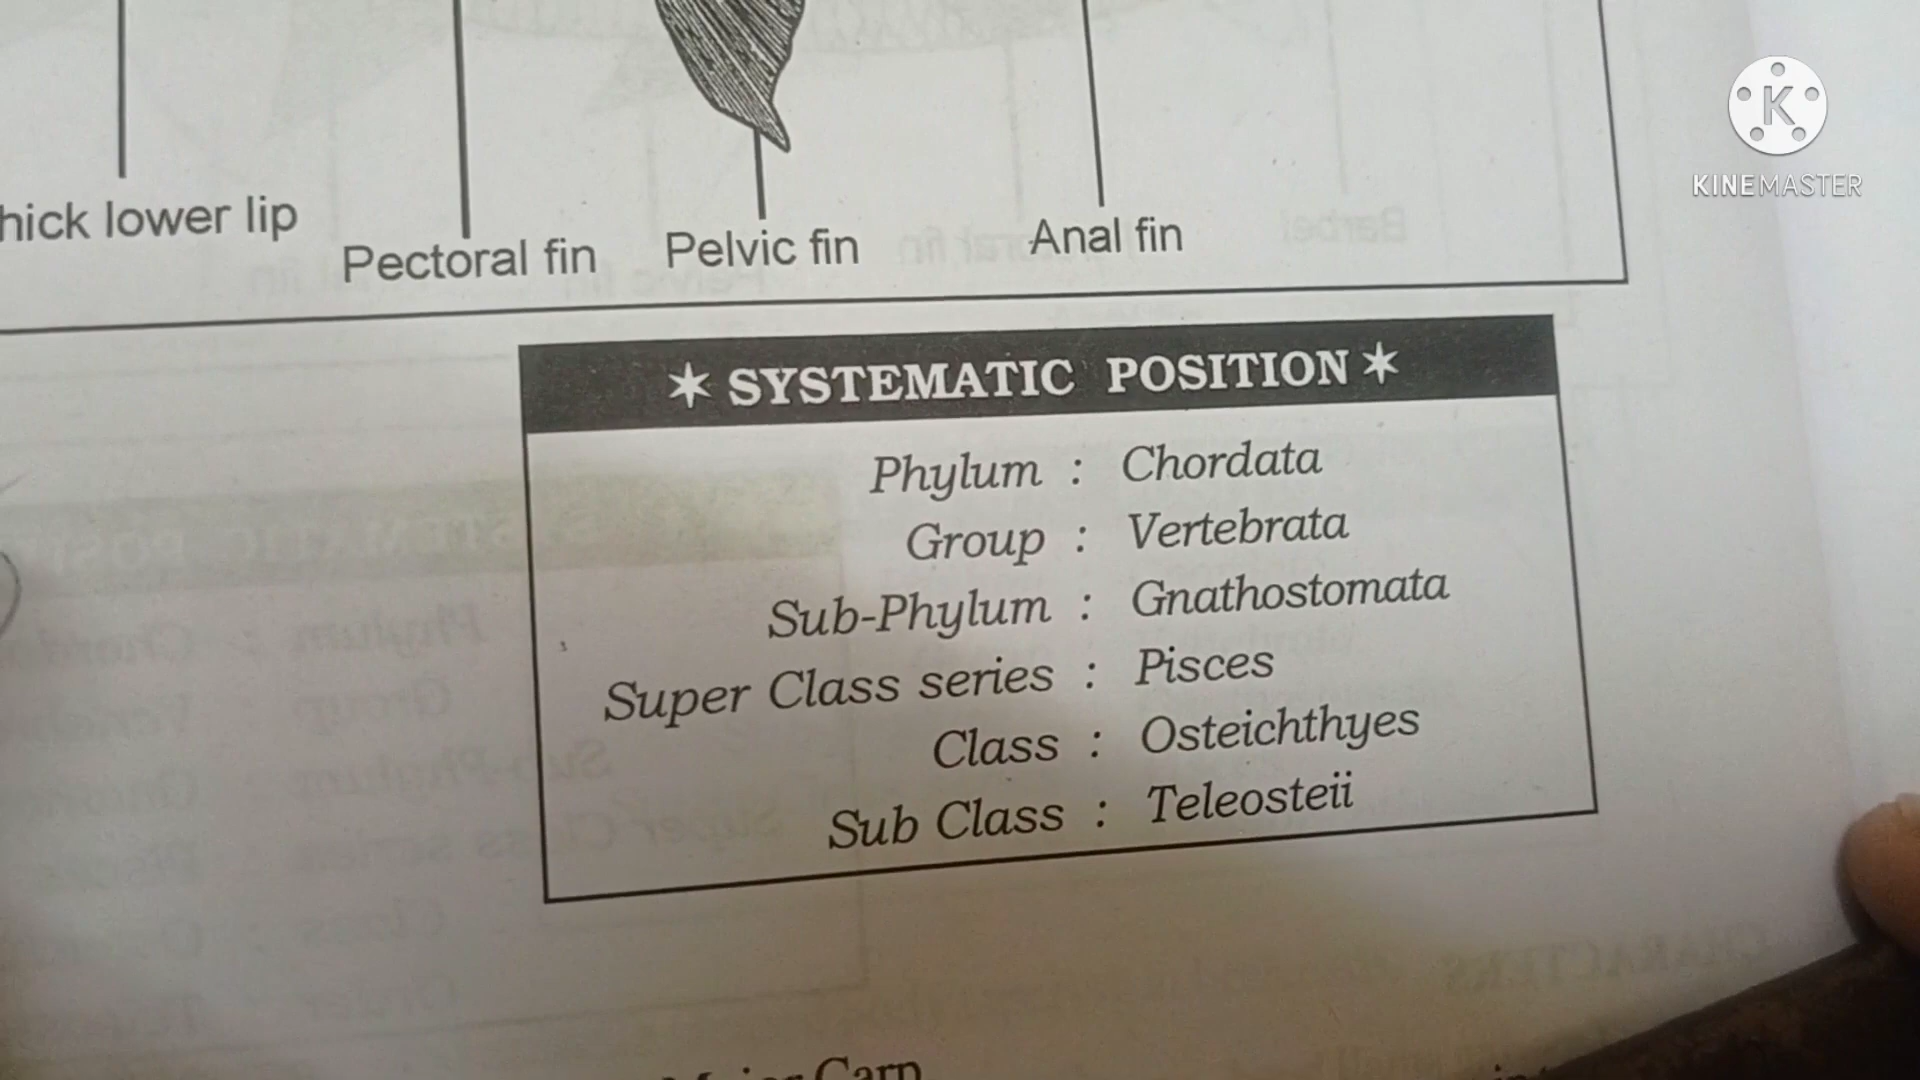 KINEMASTER
hick lower lip
Pectoral fin
Pelvic fin
Anal fin
✶ SYSTEMATIC POSITION ✶
Phylum : Chordata
Group : Vertebrata
Sub-Phylum : Gnathostomata
Super Class series : Pisces
Class : Osteichthyes
Sub Class : Teleosteii
Carp